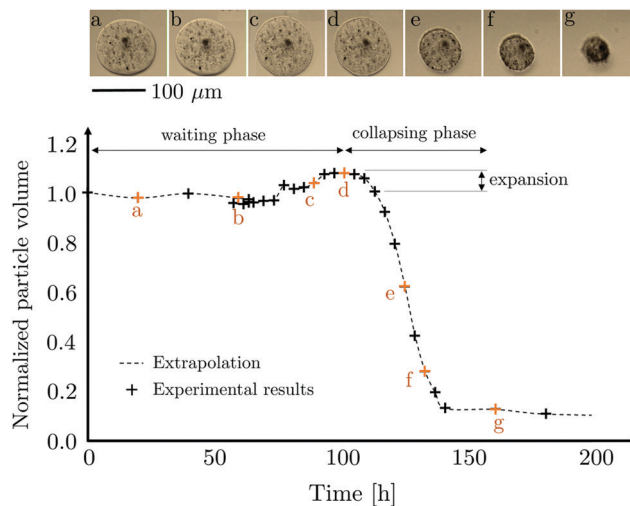 a b c d e f g
100 μm
waiting phase collapsing phase
expansion
1.2
1.0
0.8
0.6
0.4
0.2
0.0
Normalized particle volume
a
b
c
d
e
f
g
Extrapolation
Experimental results
0 50 100 150 200
Time [h]